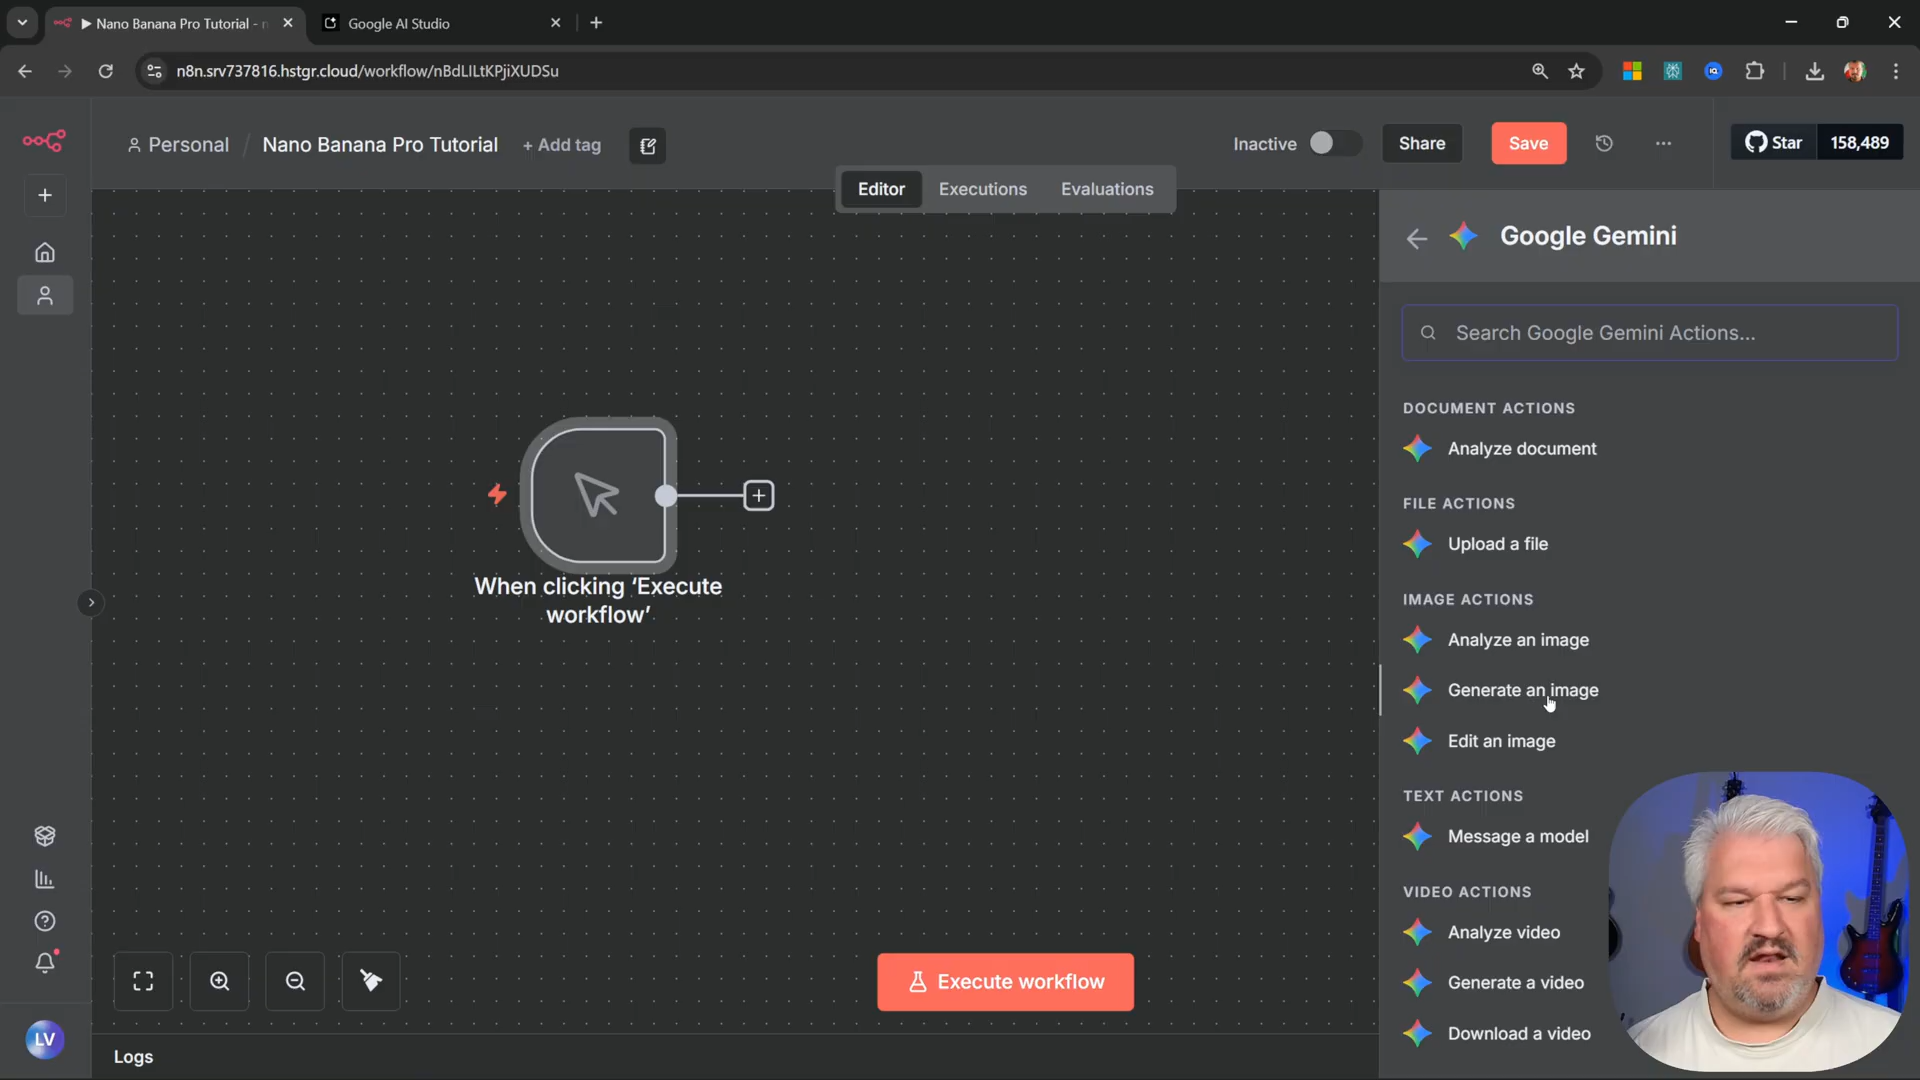 Nano Banana Pro Tutorial - n
Google AI Studio
n8n.srv737816.hstgr.cloud/workflow/nBdLlLtKPjiXUDSu
Personal / Nano Banana Pro Tutorial + Add tag
Inactive Share Save Star 158,489
Editor Executions Evaluations
Google Gemini
Search Google Gemini Actions...
DOCUMENT ACTIONS
Analyze document
FILE ACTIONS
Upload a file
IMAGE ACTIONS
Analyze an image
Generate an image
Edit an image
TEXT ACTIONS
Message a model
VIDEO ACTIONS
Analyze video
Generate a video
Download a video
When clicking ‘Execute
workflow’
Execute workflow
LV
Logs